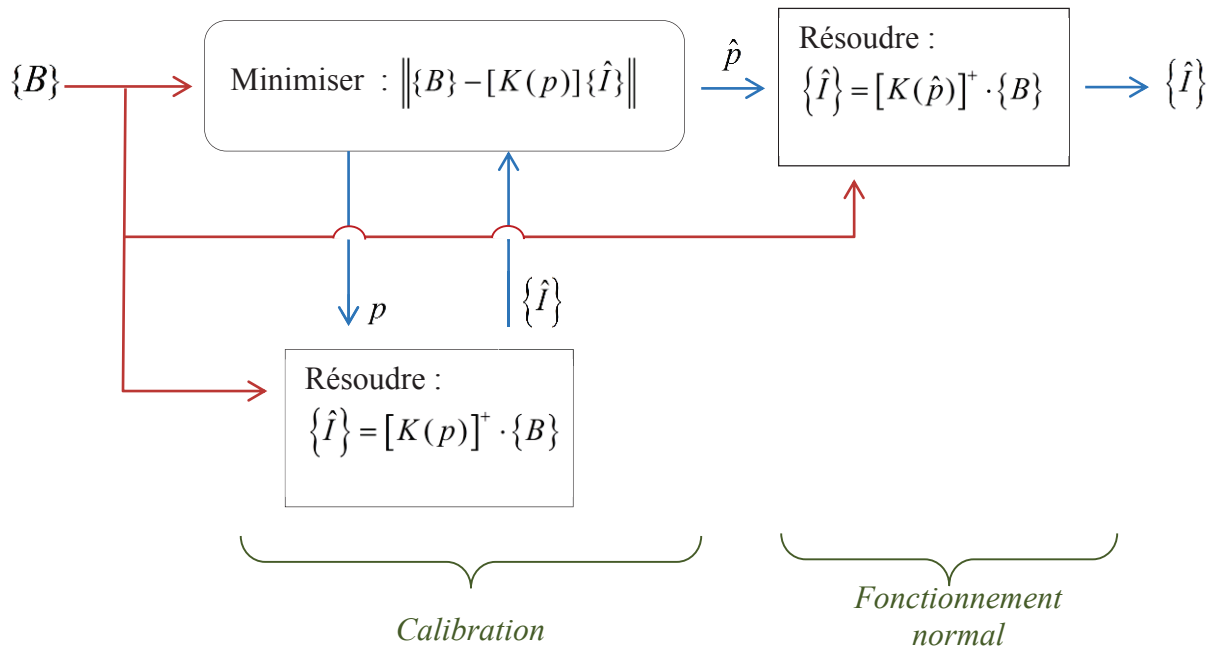 {B}
Minimiser : ‖{B} − [K(p)]{Î}‖
p̂
Résoudre :
{Î} = [K(p̂)]⁺ · {B}
{Î}
p
{Î}
Résoudre :
{Î} = [K(p)]⁺ · {B}
Calibration
Fonctionnement
normal